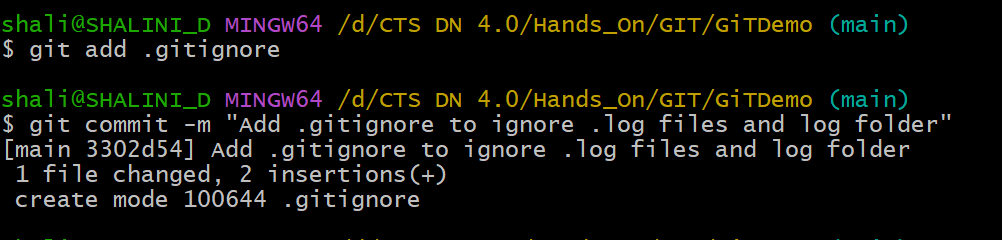 shali@SHALINI_D MINGW64 /d/CTS DN 4.0/Hands_On/GIT/GiTDemo (main)
$ git add .gitignore
shali@SHALINI_D MINGW64 /d/CTS DN 4.0/Hands_On/GIT/GiTDemo (main)
$ git commit -m "Add .gitignore to ignore .log files and log folder"
[main 3302d54] Add .gitignore to ignore .log files and log folder
1 file changed, 2 insertions(+)
create mode 100644 .gitignore